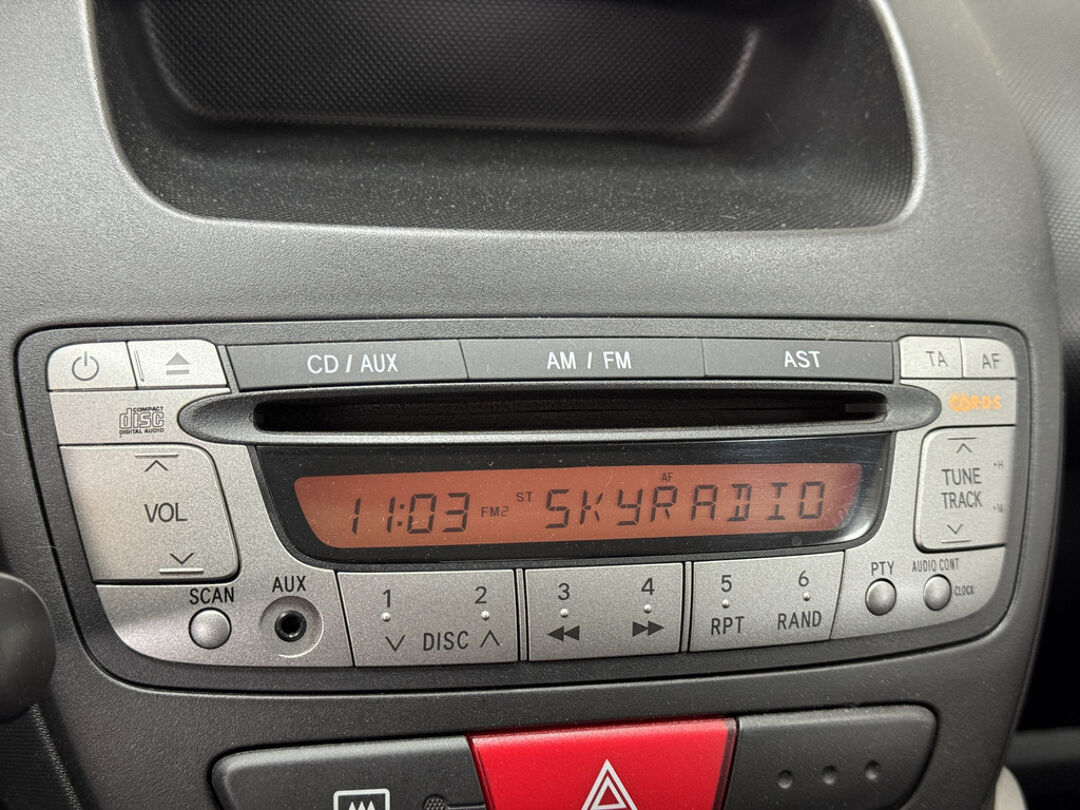 CD / AUX
AM / FM
AST
TA
AF
COMPACT
disc
DIGITAL AUDIO
R·D·S
VOL
11:03 FM2 ST AF SKYRADIO
TUNE
TRACK
SCAN
AUX
1 2
DISC
3 4
5 6
RPT RAND
PTY
AUDIO CONT
CLOCK